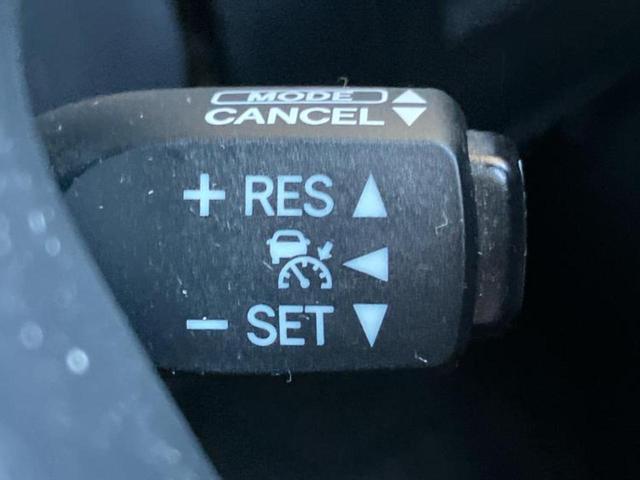 MODE
CANCEL
+ RES
- SET